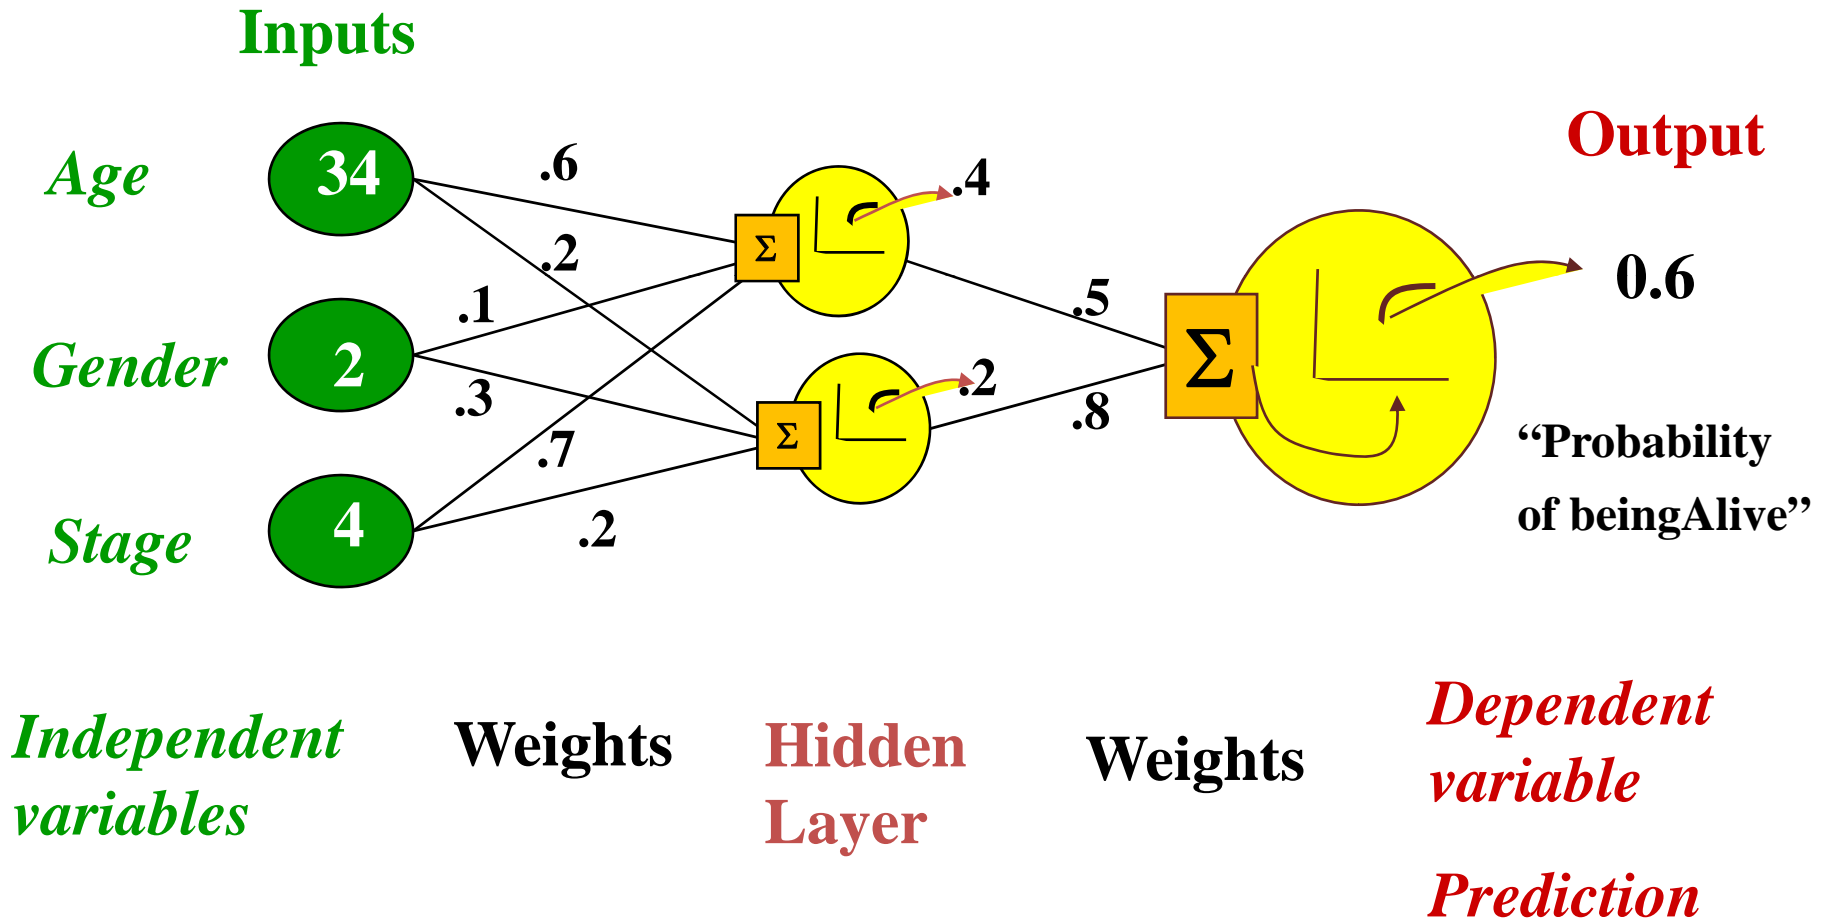 Inputs
Output
Age
34
.6
.4
Σ
.2
Gender
2
.1
.3
.5
0.6
Σ
.2
Σ
.8
“Probability
of beingAlive”
Stage
4
.7
.2
Independent
variables
Weights
Hidden
Layer
Weights
Dependent
variable
Prediction